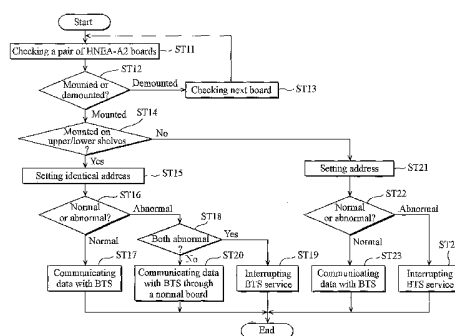 Start
Checking a pair of HNEA-A2 boards
ST11
ST12
Mounted or
demounted?
Demounted
Checking next board
ST13
Mounted
ST14
Mounted on
upper/lower shelves
?
No
Yes
Setting identical address
ST15
Setting address
ST21
ST16
Normal
or abnormal?
Abnormal
ST18
Both abnormal
?
Yes
No
ST22
Normal
or abnormal?
Abnormal
Normal
Normal
ST17
Communicating
data with BTS
ST20
Communicating data
with BTS through
a normal board
ST19
Interrupting
BTS service
ST23
Communicating
data with BTS
ST2
Interrupting
BTS service
End